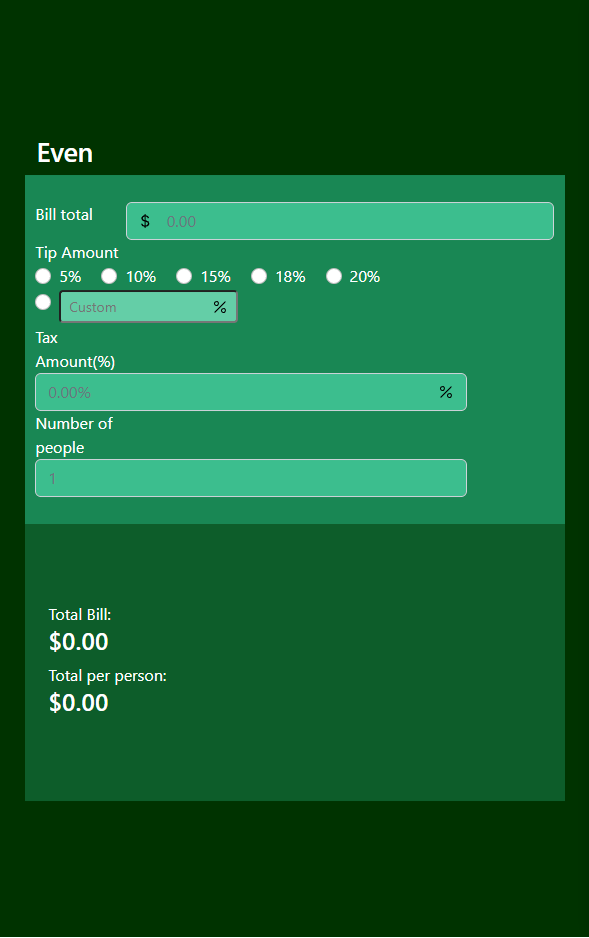 Even
Bill total $ 0.00
Tip Amount
5% 10% 15% 18% 20%
Custom %
Tax
Amount(%)
0.00% %
Number of
people
1
Total Bill:
$0.00
Total per person:
$0.00